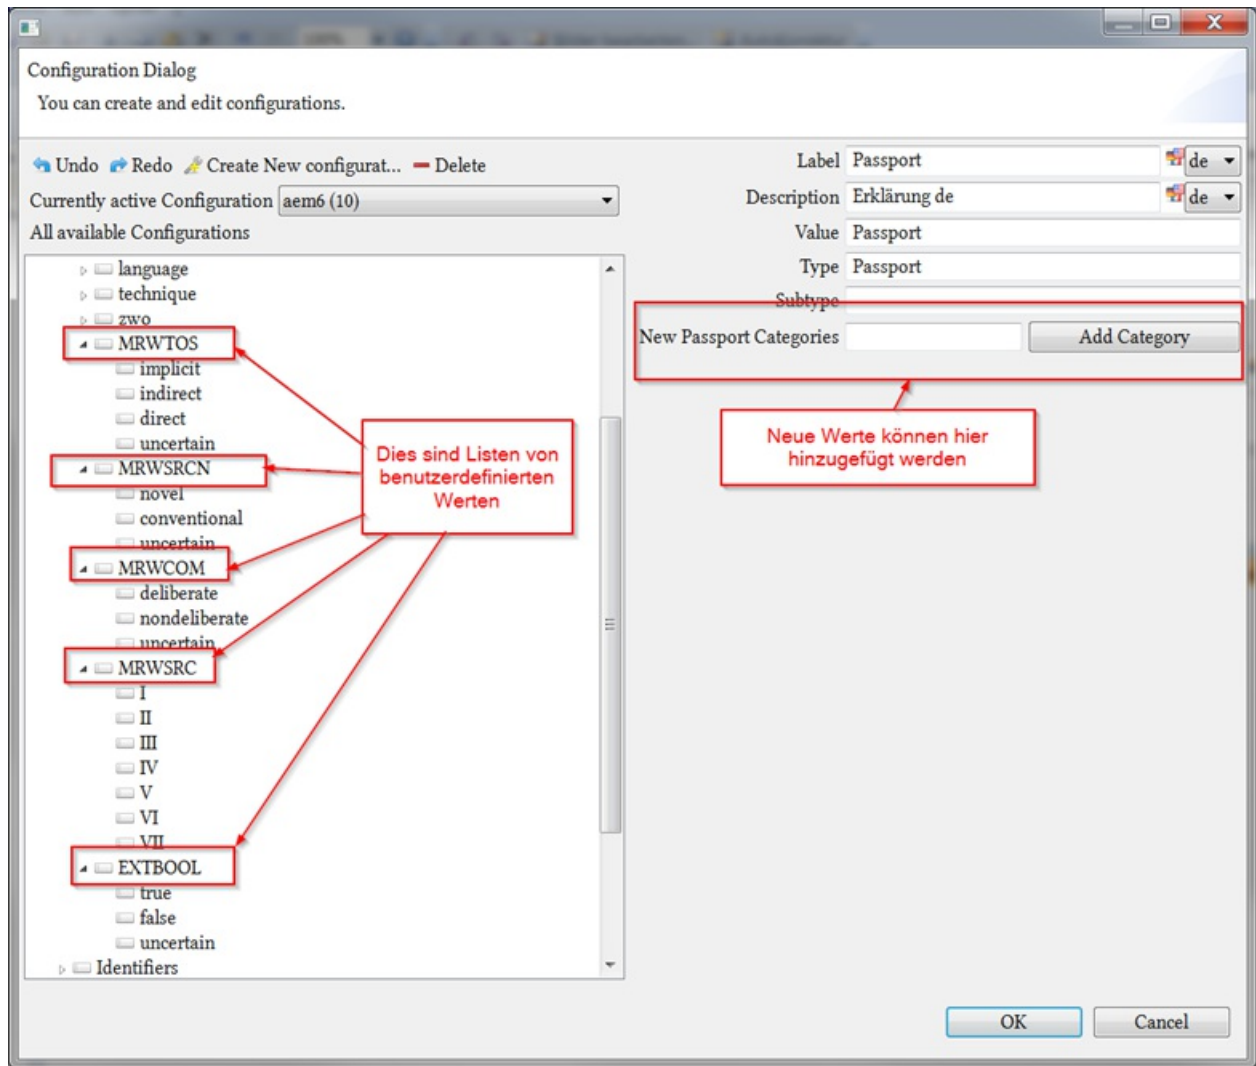 Configuration Dialog
You can create and edit configurations.
Undo Redo Create New configurat... Delete
Currently active Configuration aem6 (10)
All available Configurations
language
technique
zwo
MRWTOS
implicit
indirect
direct
uncertain
MRWSRCN
novel
conventional
uncertain
MRWCOM
deliberate
nondeliberate
uncertain
MRWSRC
I
II
III
IV
V
VI
VII
EXTBOOL
true
false
uncertain
Identifiers
Dies sind Listen von
benutzerdefinierten
Werten
Label Passport de
Description Erklärung de de
Value Passport
Type Passport
Subtype
New Passport Categories Add Category
Neue Werte können hier
hinzugefügt werden
OK Cancel